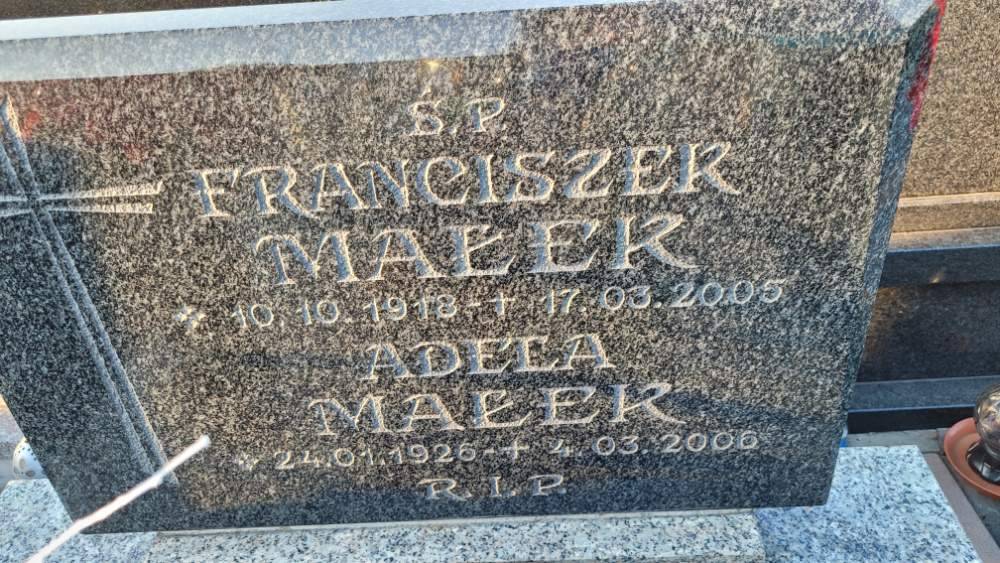 Ś.P.
FRANCISZEK
MAŁEK
10.10.1918 - † 17.03.2005
ADELA
MAŁEK
24.01.1926 - † 4.03.2006
R.I.P.